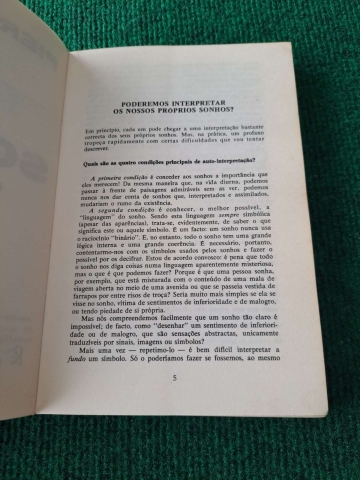 PODEREMOS INTERPRETAR
OS NOSSOS PRÓPRIOS SONHOS?
Em princípio, cada um pode chegar a uma interpretação bastante
correcta dos seus próprios sonhos. Mas, na prática, um profano
tropeça rapidamente com certas dificuldades que vou tentar
descrever.
Quais são as quatro condições principais de auto-interpretação?
A primeira condição é conceder aos sonhos a importância que
eles merecem! Da mesma maneira que, na vida diurna, podemos
passar à frente de paisagens admiráveis sem as ver, podemos
nunca nos dar conta de sonhos que, interpretados e assimilados,
mudariam o rumo da existência.
A segunda condição é conhecer, o melhor possível, a
"linguagem" do sonho. Sendo esta linguagem sempre simbólica
(apesar das aparências), trata-se, evidentemente, de saber o que
significa este ou aquele símbolo. É um facto: um sonho nunca usa
o raciocínio "binário". E, no entanto, todo o sonho tem uma grande
lógica interna e uma grande coerência. É necessário, portanto,
contentarmo-nos com os símbolos usados pelos sonhos e fazer o
possível por os decifrar. Estou de acordo convosco: é pena que todo
o sonho nos diga coisas numa linguagem aparentemente misteriosa,
mas o que é que podemos fazer? Porque é que uma pessoa sonha,
por exemplo, que está misturada com o conteúdo de uma mala de
viagem aberta no meio de uma avenida ou que se passeia vestida de
farrapos por entre risos de troça? Seria muito mais simples se ela se
visse no sonho, vítima de sentimentos de inferioridade e de malogro,
ou tendo piedade de si própria.
Mas nós compreendemos facilmente que um sonho tão claro é
impossível; de facto, como "desenhar" um sentimento de inferiori-
dade ou de malogro, que são sensações abstractas, unicamente
traduzíveis por sinais, imagens ou símbolos?
Mais uma vez — repetimo-lo — é bem difícil interpretar a
fundo um símbolo. Só o poderíamos fazer se fossemos, ao mesmo
5